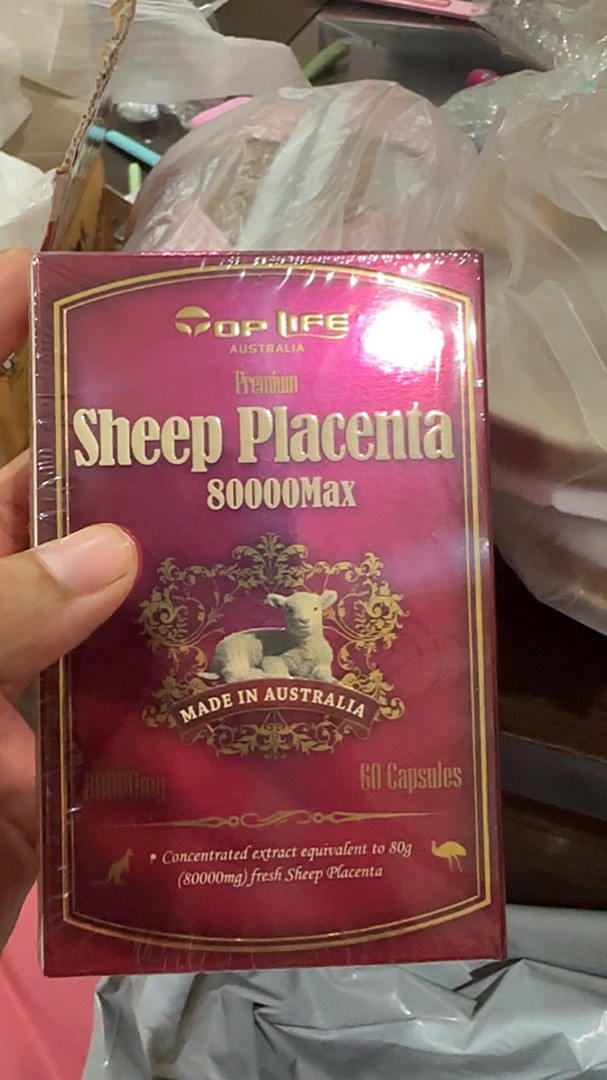 TOP LIFE
AUSTRALIA
Premium
Sheep Placenta
80000Max
MADE IN AUSTRALIA
80000mg
60 Capsules
• Concentrated extract equivalent to 80g
(80000mg) fresh Sheep Placenta